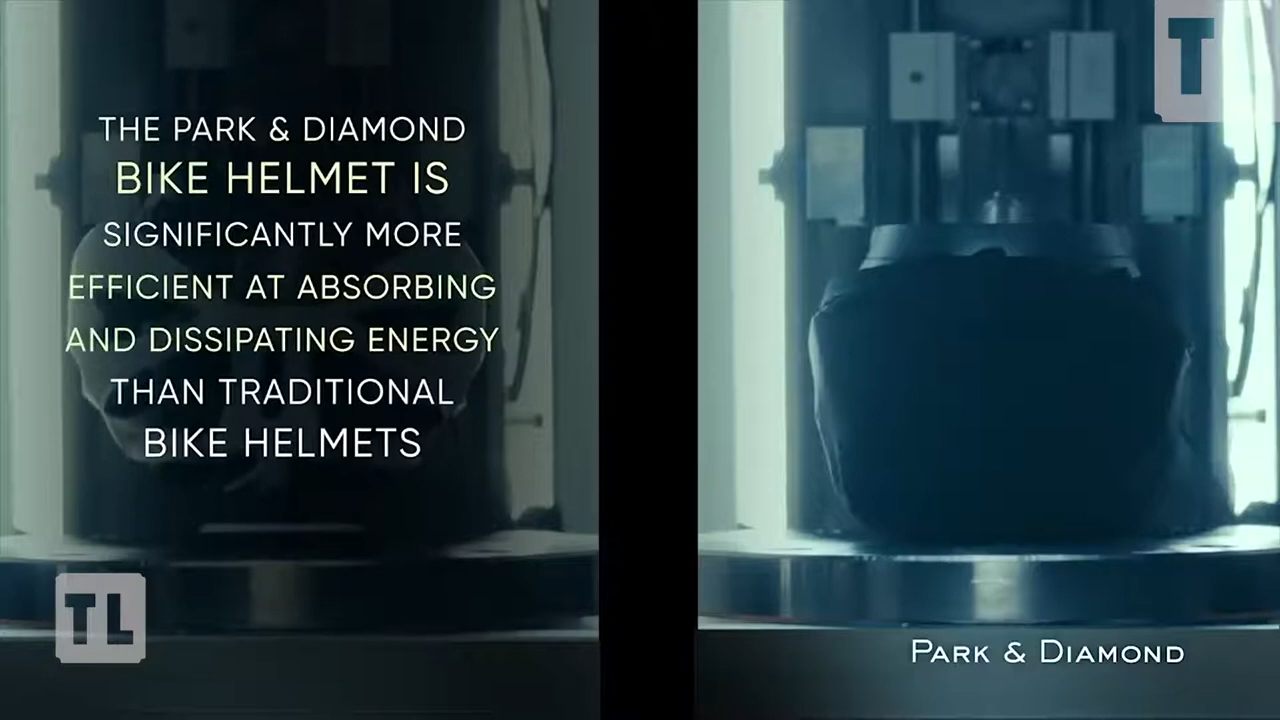 THE PARK & DIAMOND
BIKE HELMET IS
SIGNIFICANTLY MORE
EFFICIENT AT ABSORBING
AND DISSIPATING ENERGY
THAN TRADITIONAL
BIKE HELMETS
TL
T
PARK & DIAMOND